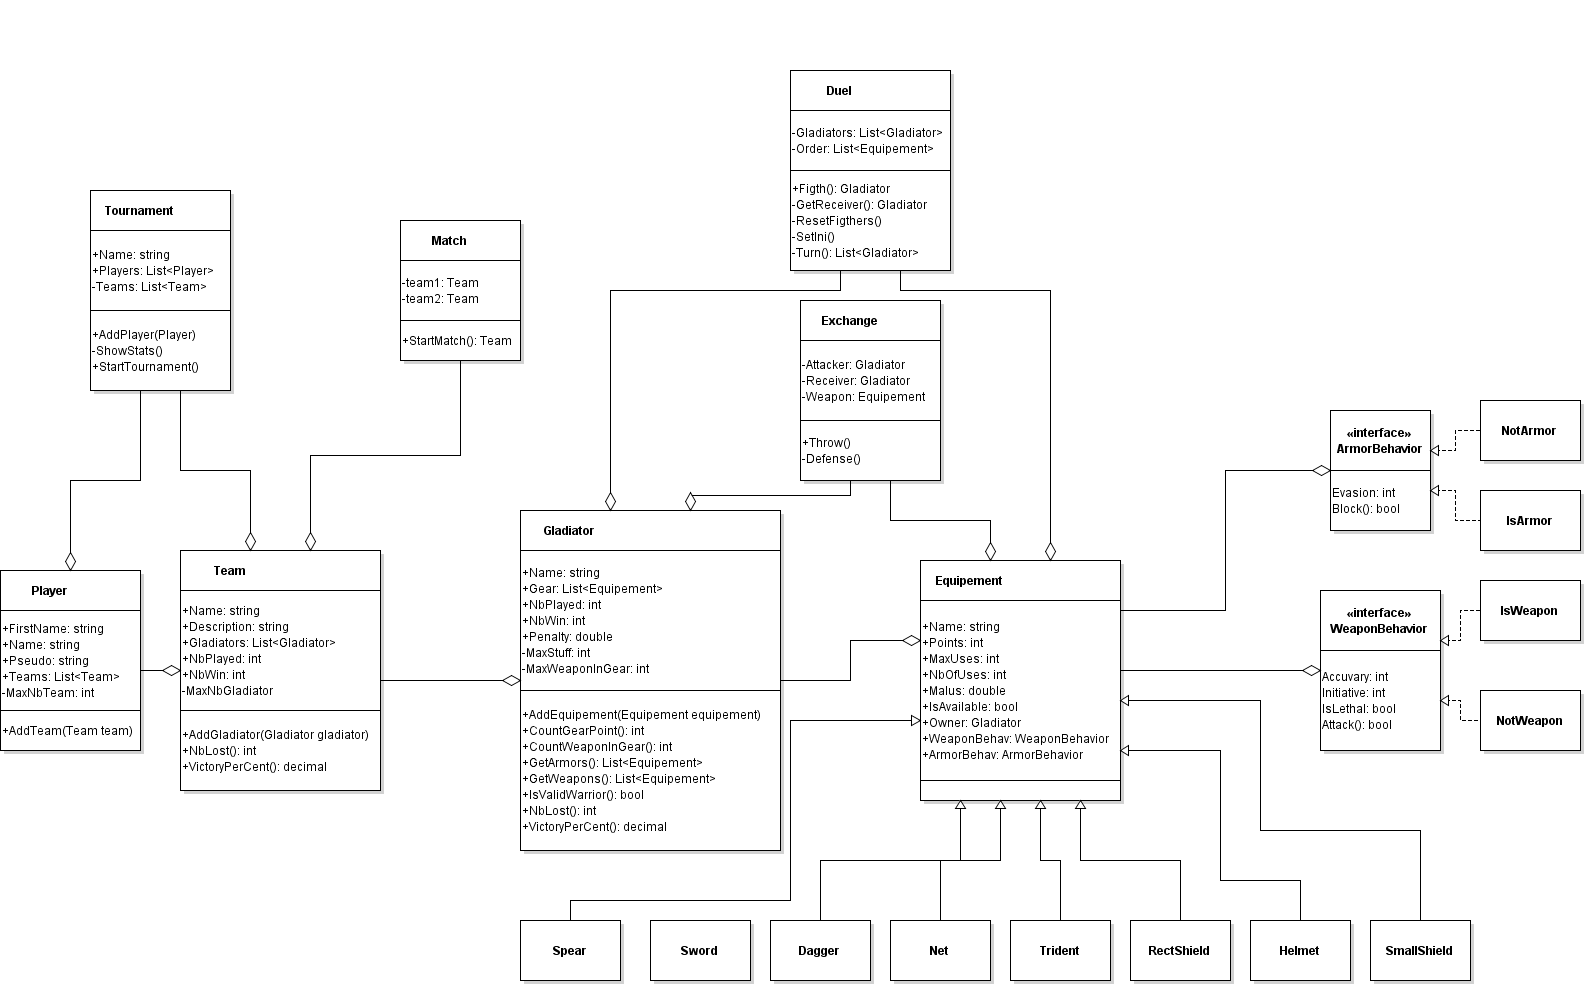 Duel
-Gladiators: List<Gladiator>
-Order: List<Equipement>
+Figth(): Gladiator
-GetReceiver(): Gladiator
-ResetFigthers()
-SetIni()
-Turn(): List<Gladiator>
Tournament
+Name: string
+Players: List<Player>
-Teams: List<Team>
+AddPlayer(Player)
-ShowStats()
+StartTournament()
Match
-team1: Team
-team2: Team
+StartMatch(): Team
Exchange
-Attacker: Gladiator
-Receiver: Gladiator
-Weapon: Equipement
+Throw()
-Defense()
«interface»
ArmorBehavior
Evasion: int
Block(): bool
NotArmor
IsArmor
Player
+FirstName: string
+Name: string
+Pseudo: string
+Teams: List<Team>
-MaxNbTeam: int
+AddTeam(Team team)
Team
+Name: string
+Description: string
+Gladiators: List<Gladiator>
+NbPlayed: int
+NbWin: int
-MaxNbGladiator
+AddGladiator(Gladiator gladiator)
+NbLost(): int
+VictoryPerCent(): decimal
Gladiator
+Name: string
+Gear: List<Equipement>
+NbPlayed: int
+NbWin: int
+Penalty: double
-MaxStuff: int
-MaxWeaponInGear: int
+AddEquipement(Equipement equipement)
+CountGearPoint(): int
+CountWeaponInGear(): int
+GetArmors(): List<Equipement>
+GetWeapons(): List<Equipement>
+IsValidWarrior(): bool
+NbLost(): int
+VictoryPerCent(): decimal
Equipement
+Name: string
+Points: int
+MaxUses: int
+NbOfUses: int
+Malus: double
+IsAvailable: bool
+Owner: Gladiator
+WeaponBehav: WeaponBehavior
+ArmorBehav: ArmorBehavior
«interface»
WeaponBehavior
Accuvary: int
Initiative: int
IsLethal: bool
Attack(): bool
IsWeapon
NotWeapon
Spear
Sword
Dagger
Net
Trident
RectShield
Helmet
SmallShield